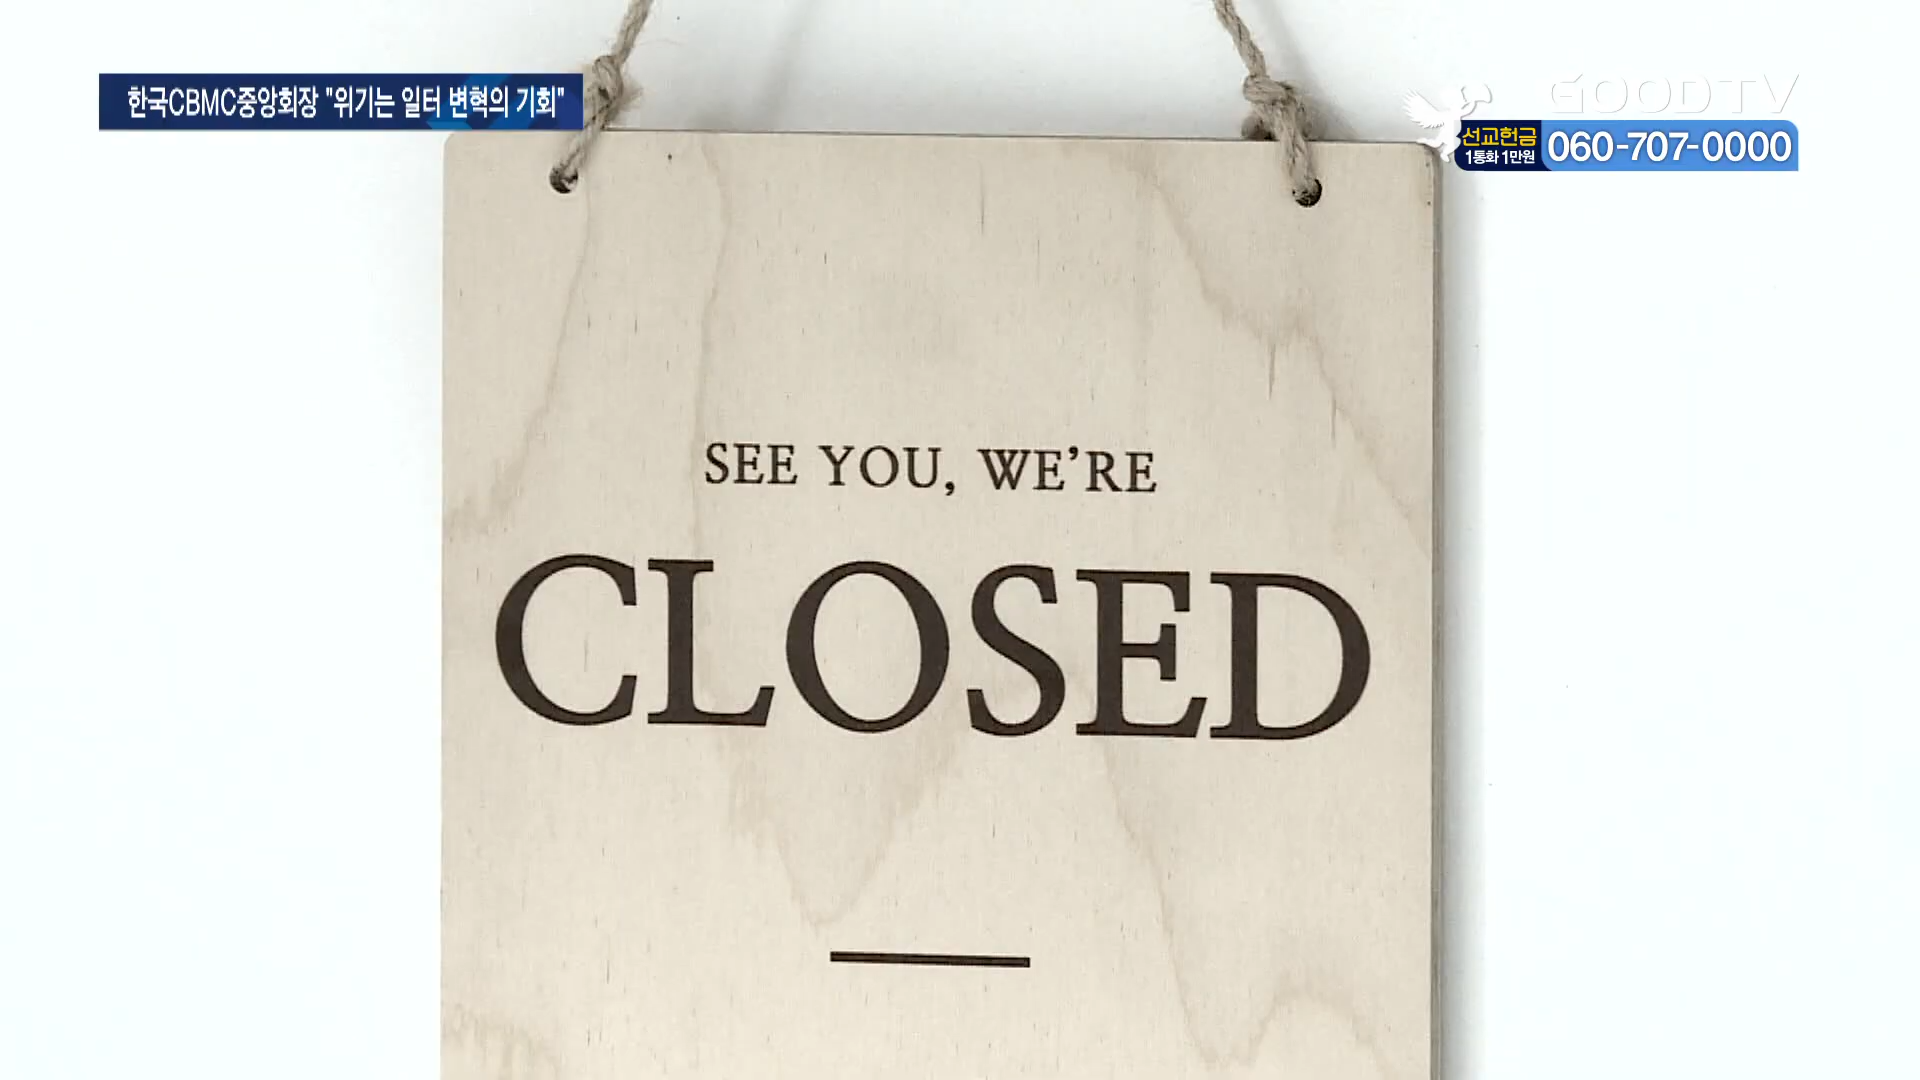 한국CBMC중앙회장 "위기는 일터 변혁의 기회"
GOODTV
선교헌금
1통화 1만원
060-707-0000
SEE YOU, WE'RE
CLOSED